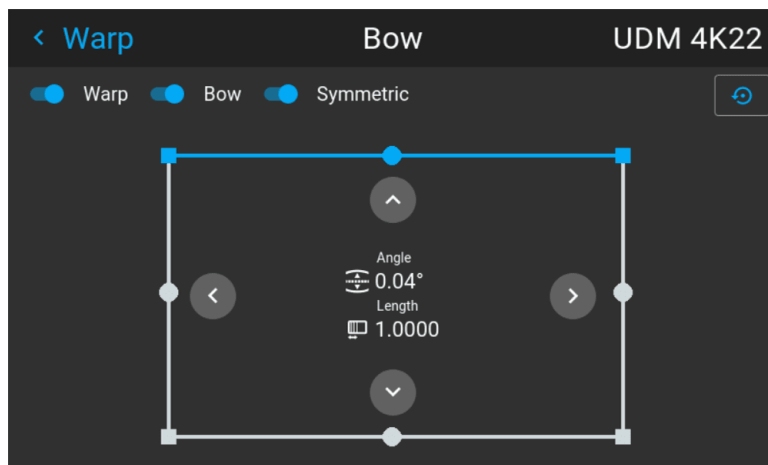 Warp Bow UDM 4K22
Warp Bow Symmetric
Angle
0.04°
Length
1.0000